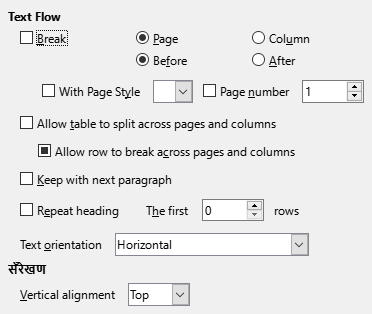 Text Flow
Break Page Column
Before After
With Page Style Page number 1
Allow table to split across pages and columns
Allow row to break across pages and columns
Keep with next paragraph
Repeat heading The first 0 rows
Text orientation Horizontal
सँरेखण
Vertical alignment Top